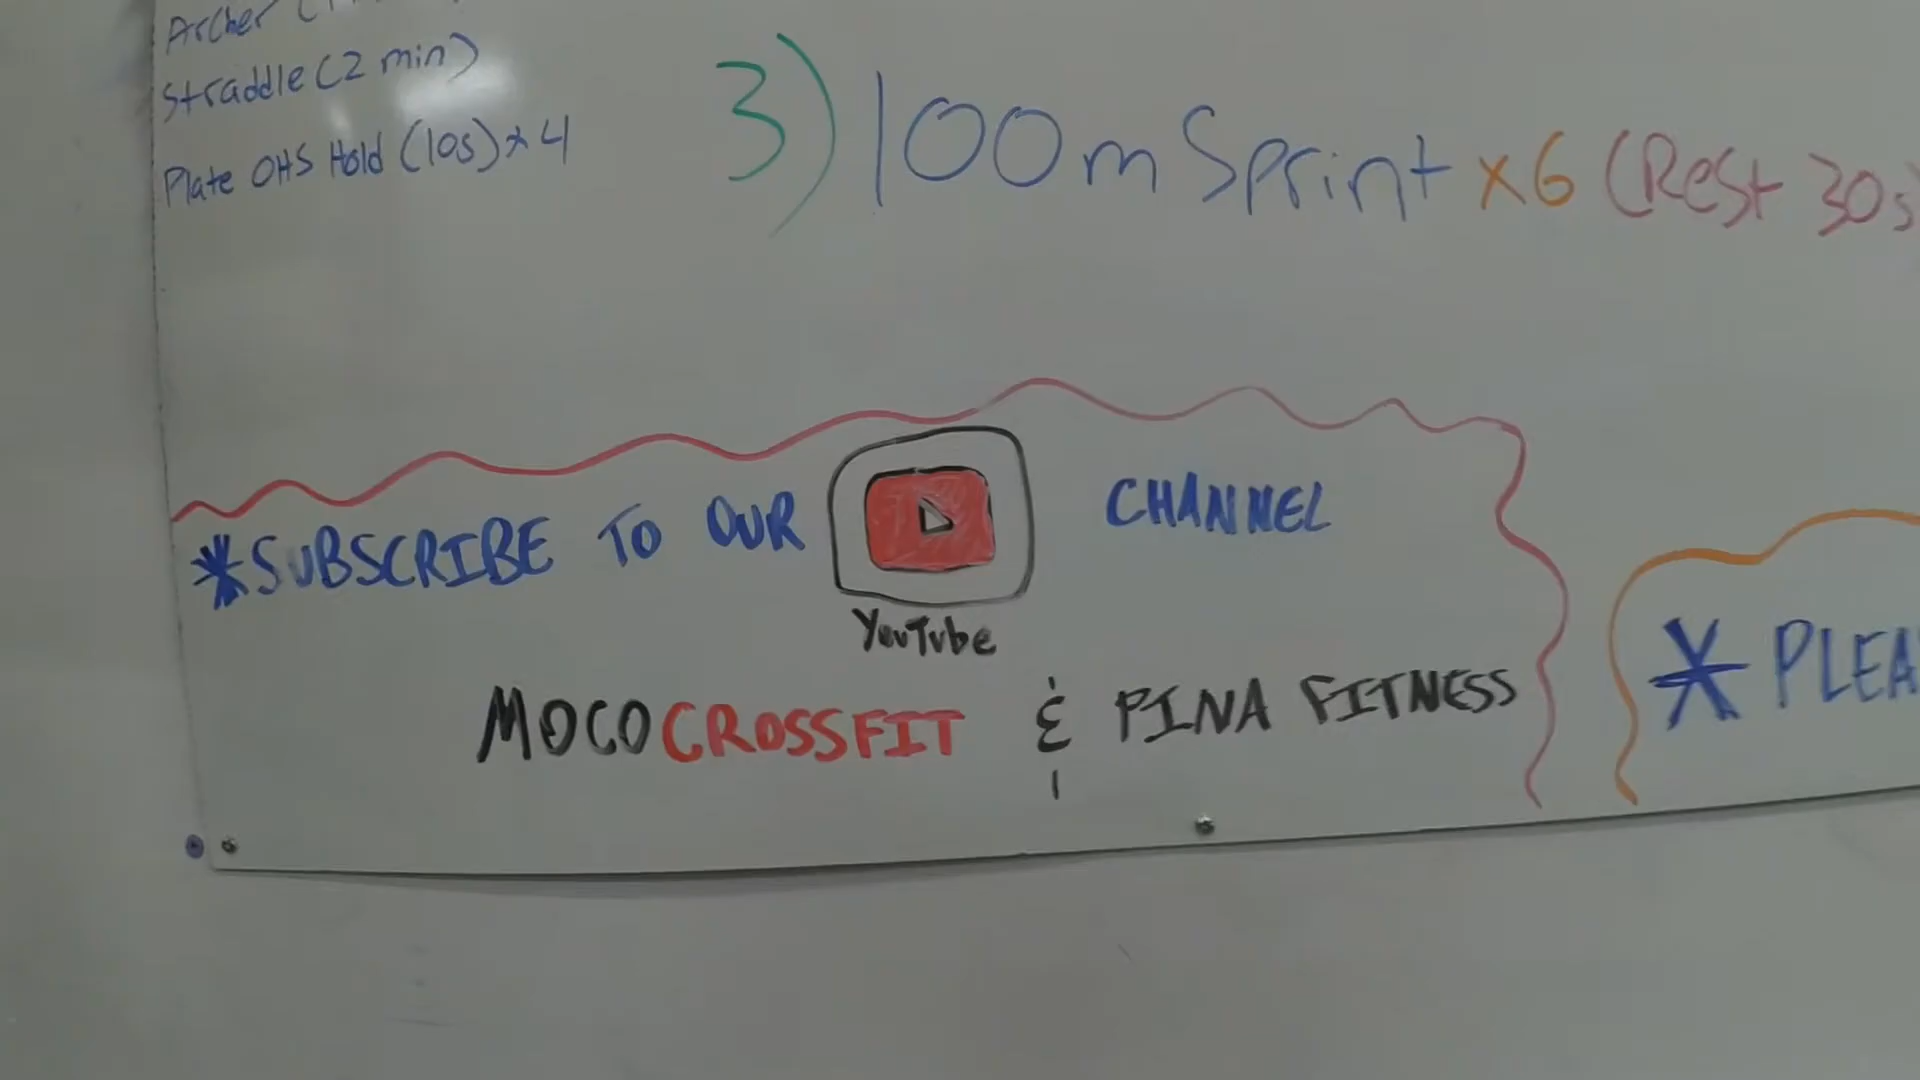 Archer (1
Straddle (2 min)
Plate OHS Hold (10s) x 4
3) 100m Sprint x6 (Rest 30s)
*SUBSCRIBE TO OUR CHANNEL
YouTube
MOCO CROSSFIT & PINA FITNESS
* PLEA